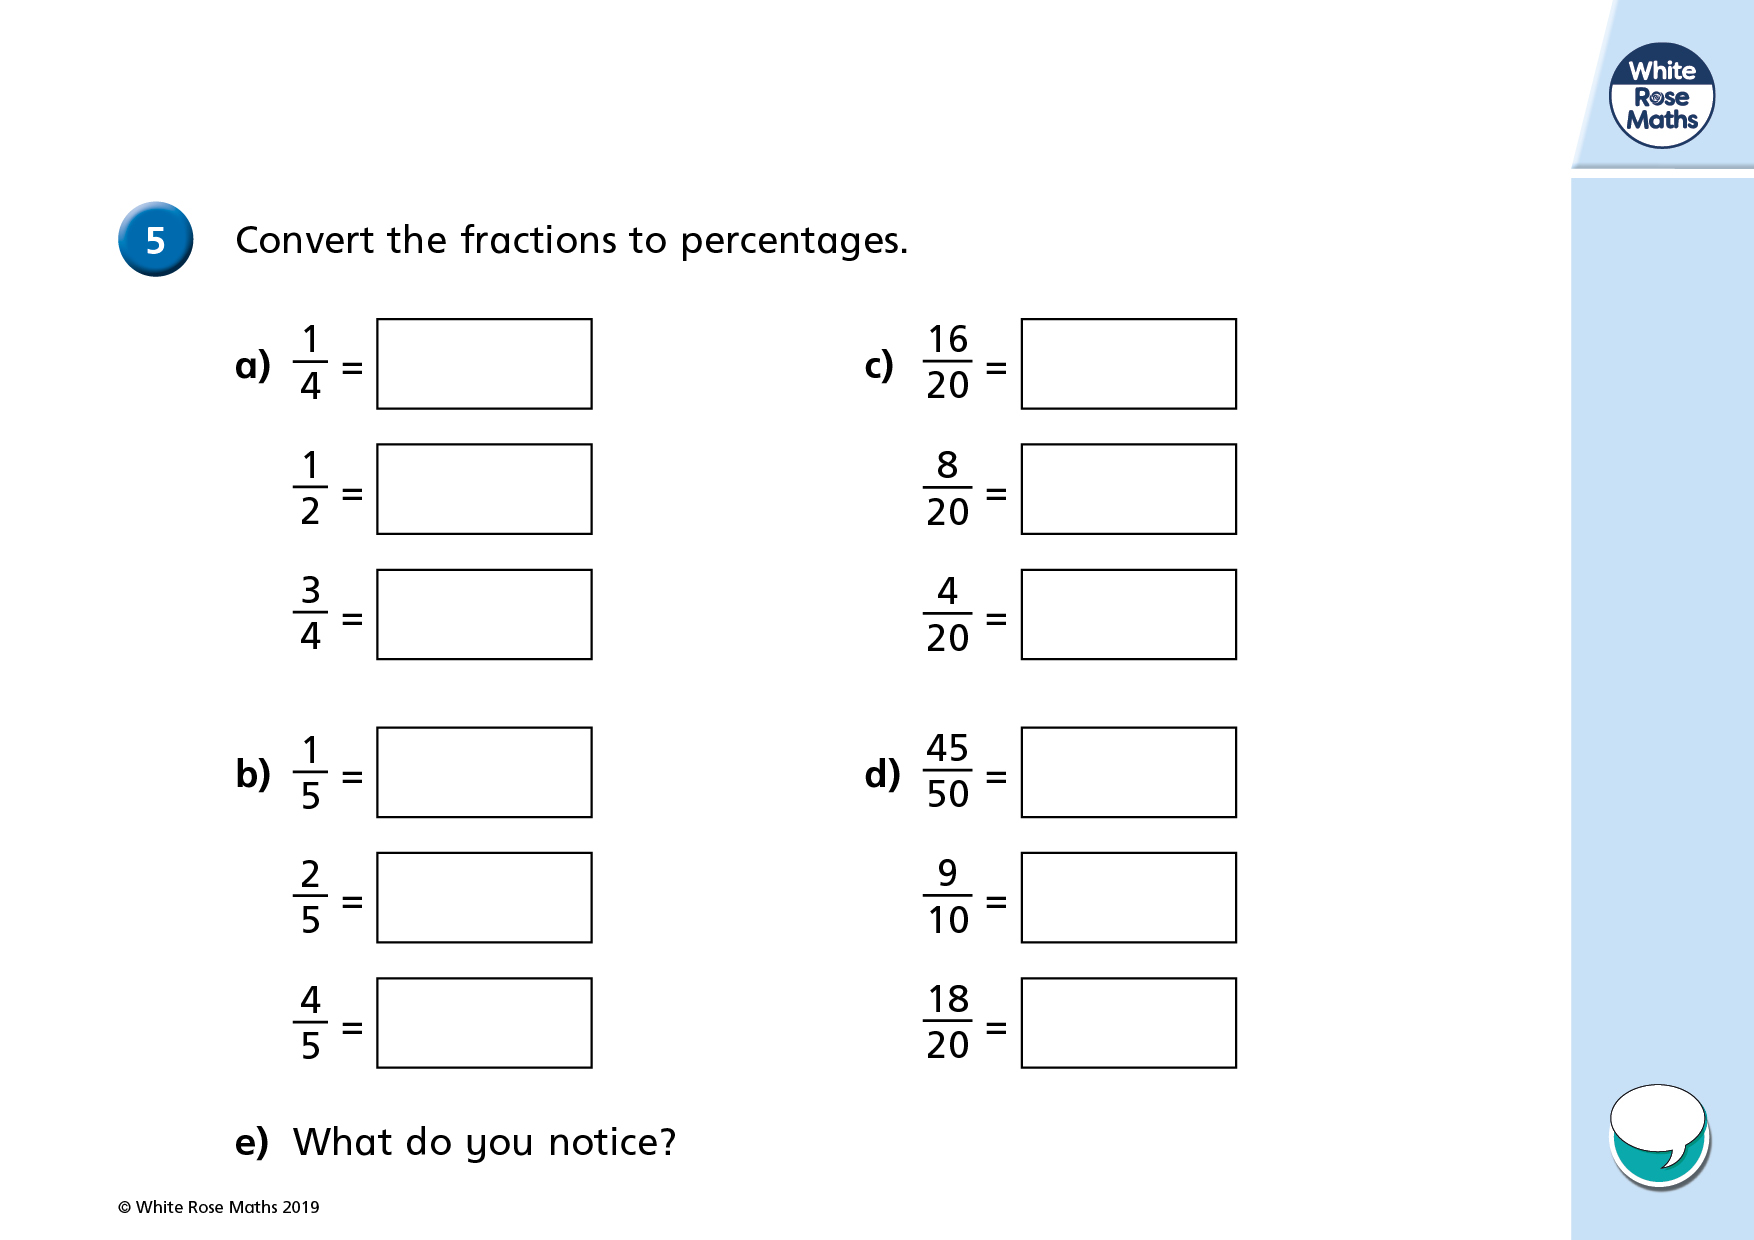 White
Rose
Maths
5 Convert the fractions to percentages.
a) 1/4 =
1/2 =
3/4 =
b) 1/5 =
2/5 =
4/5 =
c) 16/20 =
8/20 =
4/20 =
d) 45/50 =
9/10 =
18/20 =
e) What do you notice?
© White Rose Maths 2019